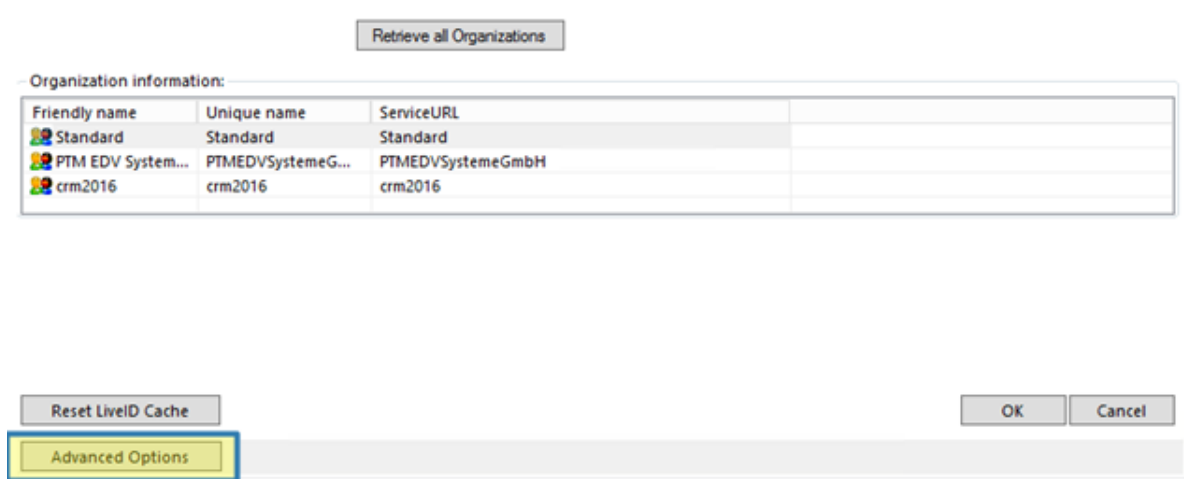 Retrieve all Organizations
Organization information:
Friendly name Unique name ServiceURL
Standard Standard Standard
PTM EDV System... PTMEDVSystemeG... PTMEDVSystemeGmbH
crm2016 crm2016 crm2016
Reset LiveID Cache OK Cancel
Advanced Options